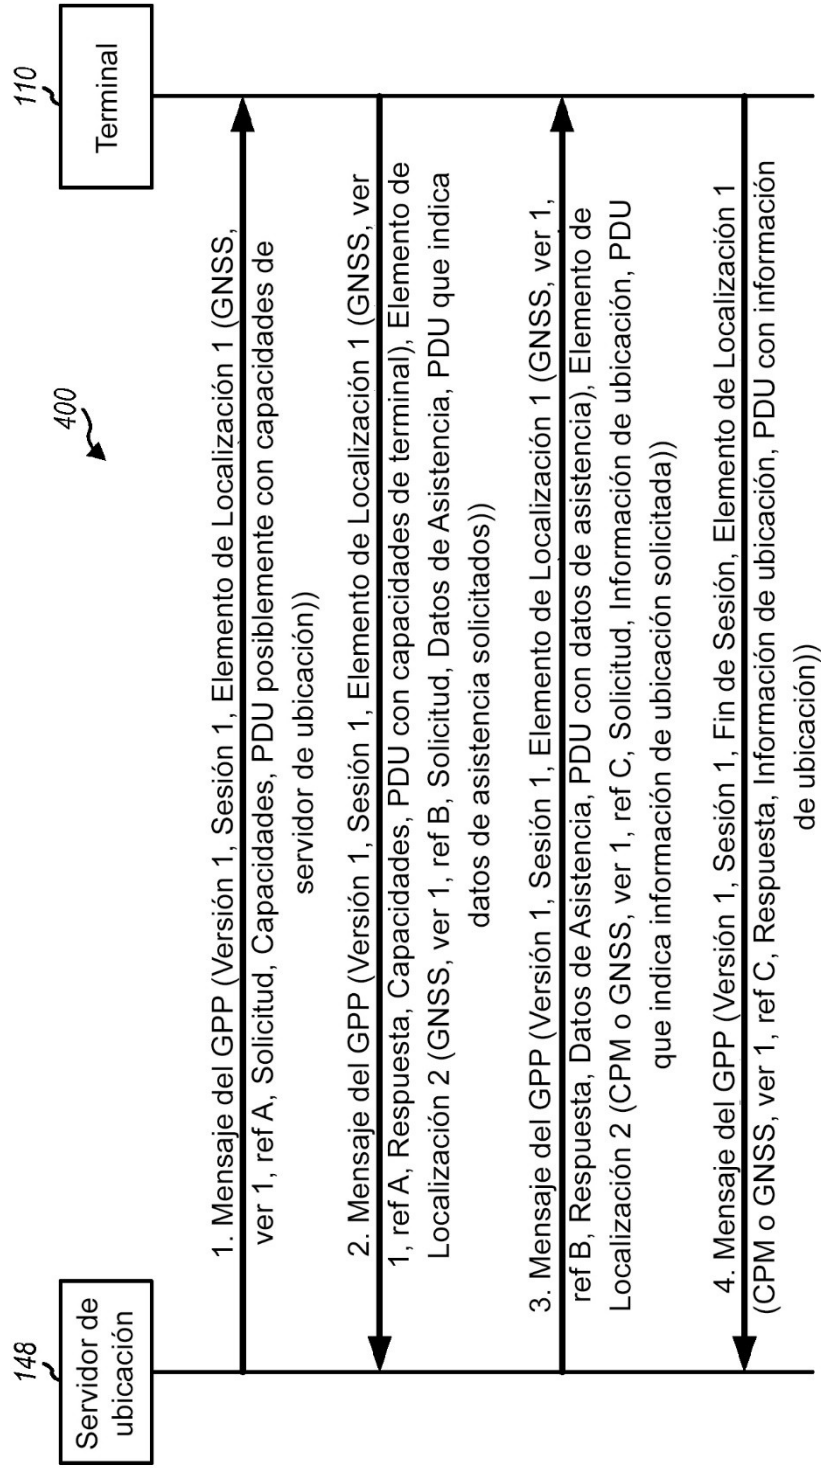 148
Servidor de
ubicación
400
110
Terminal
1. Mensaje del GPP (Versión 1, Sesión 1, Elemento de Localización 1 (GNSS,
ver 1, ref A, Solicitud, Capacidades, PDU posiblemente con capacidades de
servidor de ubicación))
2. Mensaje del GPP (Versión 1, Sesión 1, Elemento de Localización 1 (GNSS, ver
1, ref A, Respuesta, Capacidades, PDU con capacidades de terminal), Elemento de
Localización 2 (GNSS, ver 1, ref B, Solicitud, Datos de Asistencia, PDU que indica
datos de asistencia solicitados))
3. Mensaje del GPP (Versión 1, Sesión 1, Elemento de Localización 1 (GNSS, ver 1,
ref B, Respuesta, Datos de Asistencia, PDU con datos de asistencia), Elemento de
Localización 2 (CPM o GNSS, ver 1, ref C, Solicitud, Información de ubicación, PDU
que indica información de ubicación solicitada))
4. Mensaje del GPP (Versión 1, Sesión 1, Fin de Sesión, Elemento de Localización 1
(CPM o GNSS, ver 1, ref C, Respuesta, Información de ubicación, PDU con información
de ubicación))